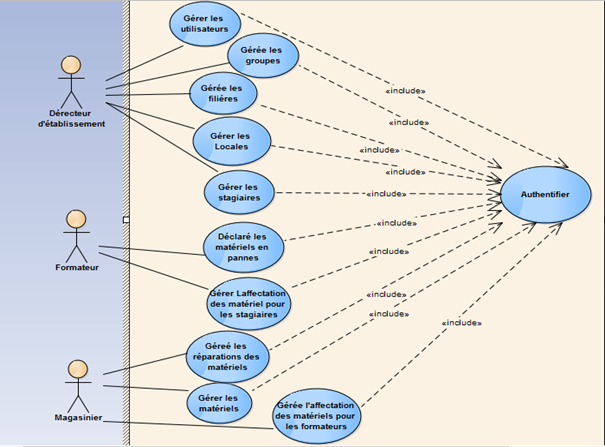 Gérer les
utilisateurs
Gérée les
groupes
«include»
Dérecteur
d'établissement
Gérée les
filiéres
«include»
Gérer les
Locales
«include»
«include»
Gérer les
stagiaires
«include»
Authentifier
Formateur
Déclaré les
matériels en
pannes
«include»
«include»
Gérer Laffectation
des matériel pour
les stagiaires
«include»
«include»
«include»
Géreé les
réparations des
matériels
Magasinier
Gérer les
matériels
Gérée l'affectation
des matériels pour
les formateurs